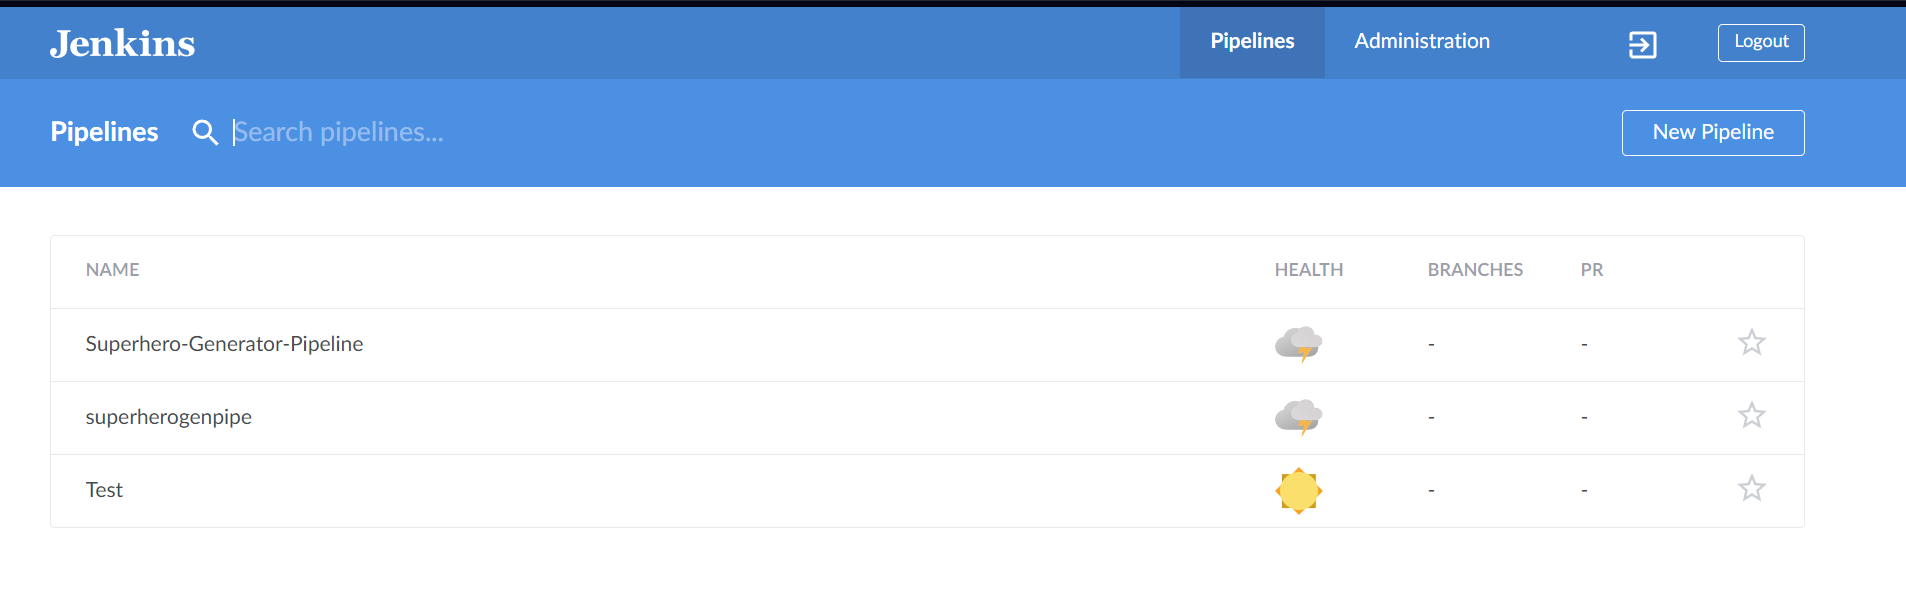 Jenkins Pipelines Administration Logout
Pipelines Search pipelines... New Pipeline
NAME HEALTH BRANCHES PR
Superhero-Generator-Pipeline - -
superherogenpipe - -
Test - -